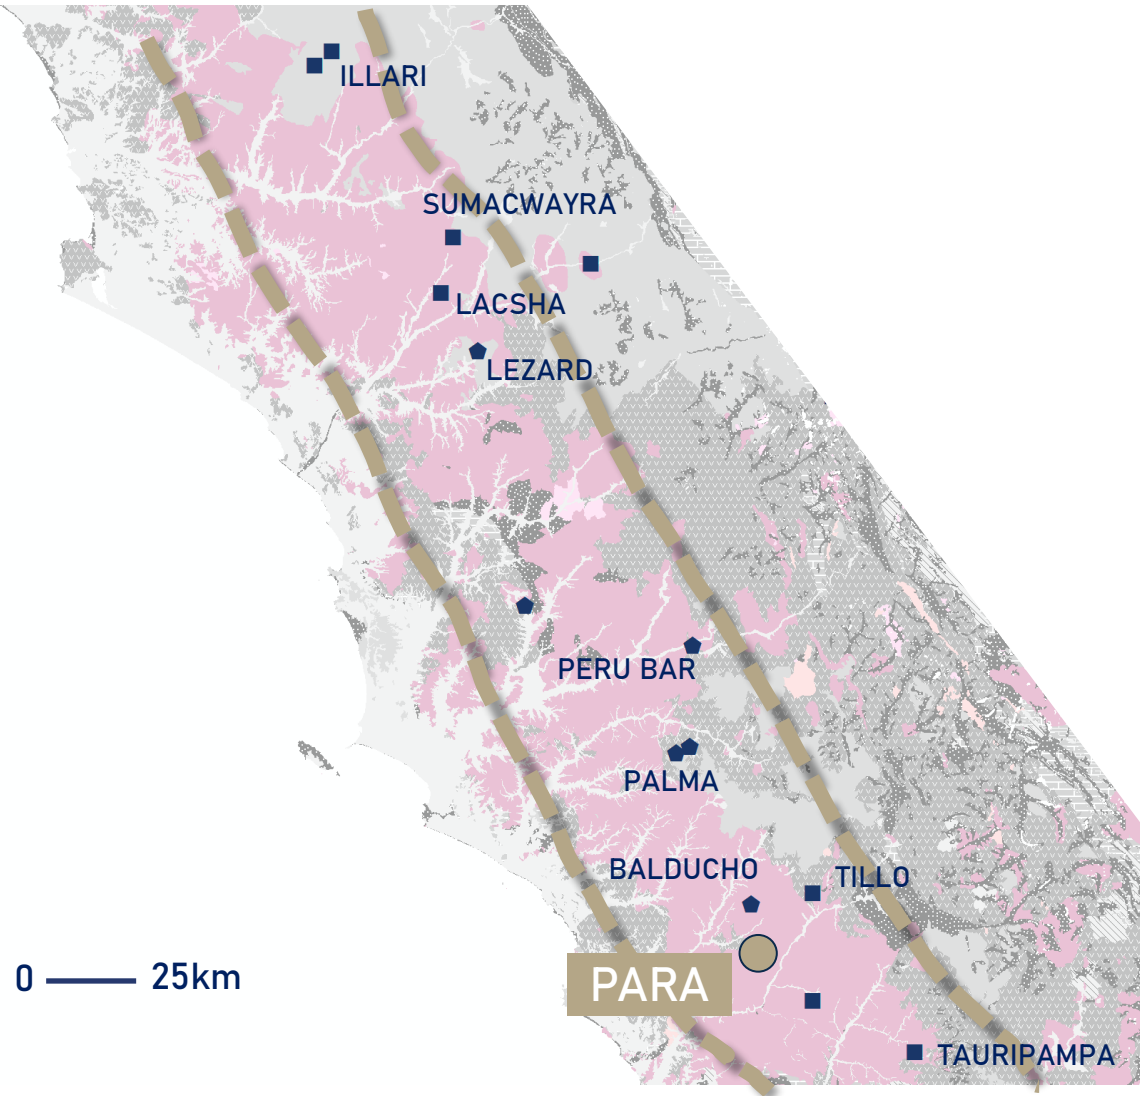 ILLARI
SUMACWAYRA
LACSHA
LEZARD
PERU BAR
PALMA
BALDUCHO
TILLO
0 25km
PARA
TAURIPAMPA